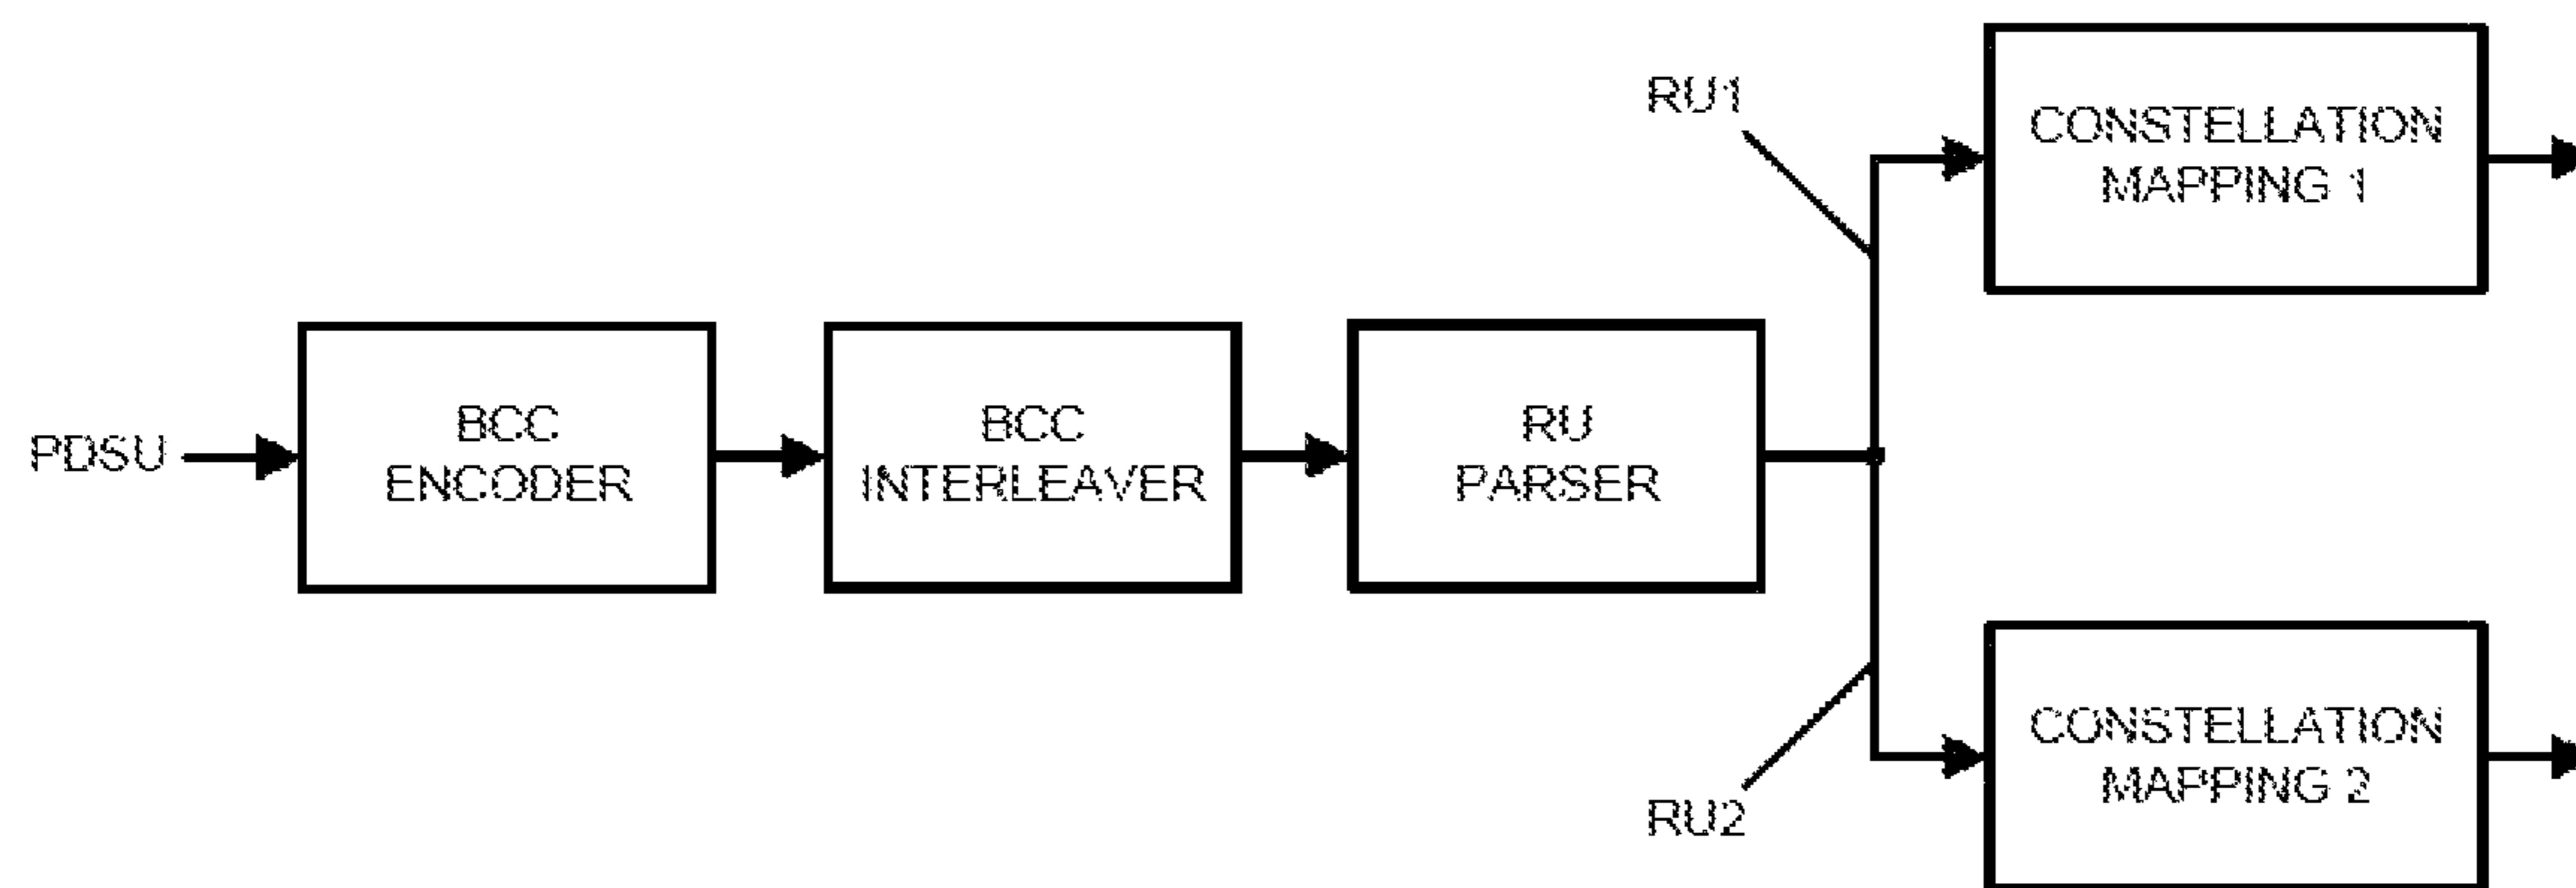 RU1
CONSTELLATION
MAPPING 1
PDSU
BCC
ENCODER
BCC
INTERLEAVER
RU
PARSER
RU2
CONSTELLATION
MAPPING 2